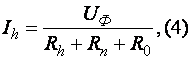 I_h = U_Ф / (R_h + R_n + R_0), (4)